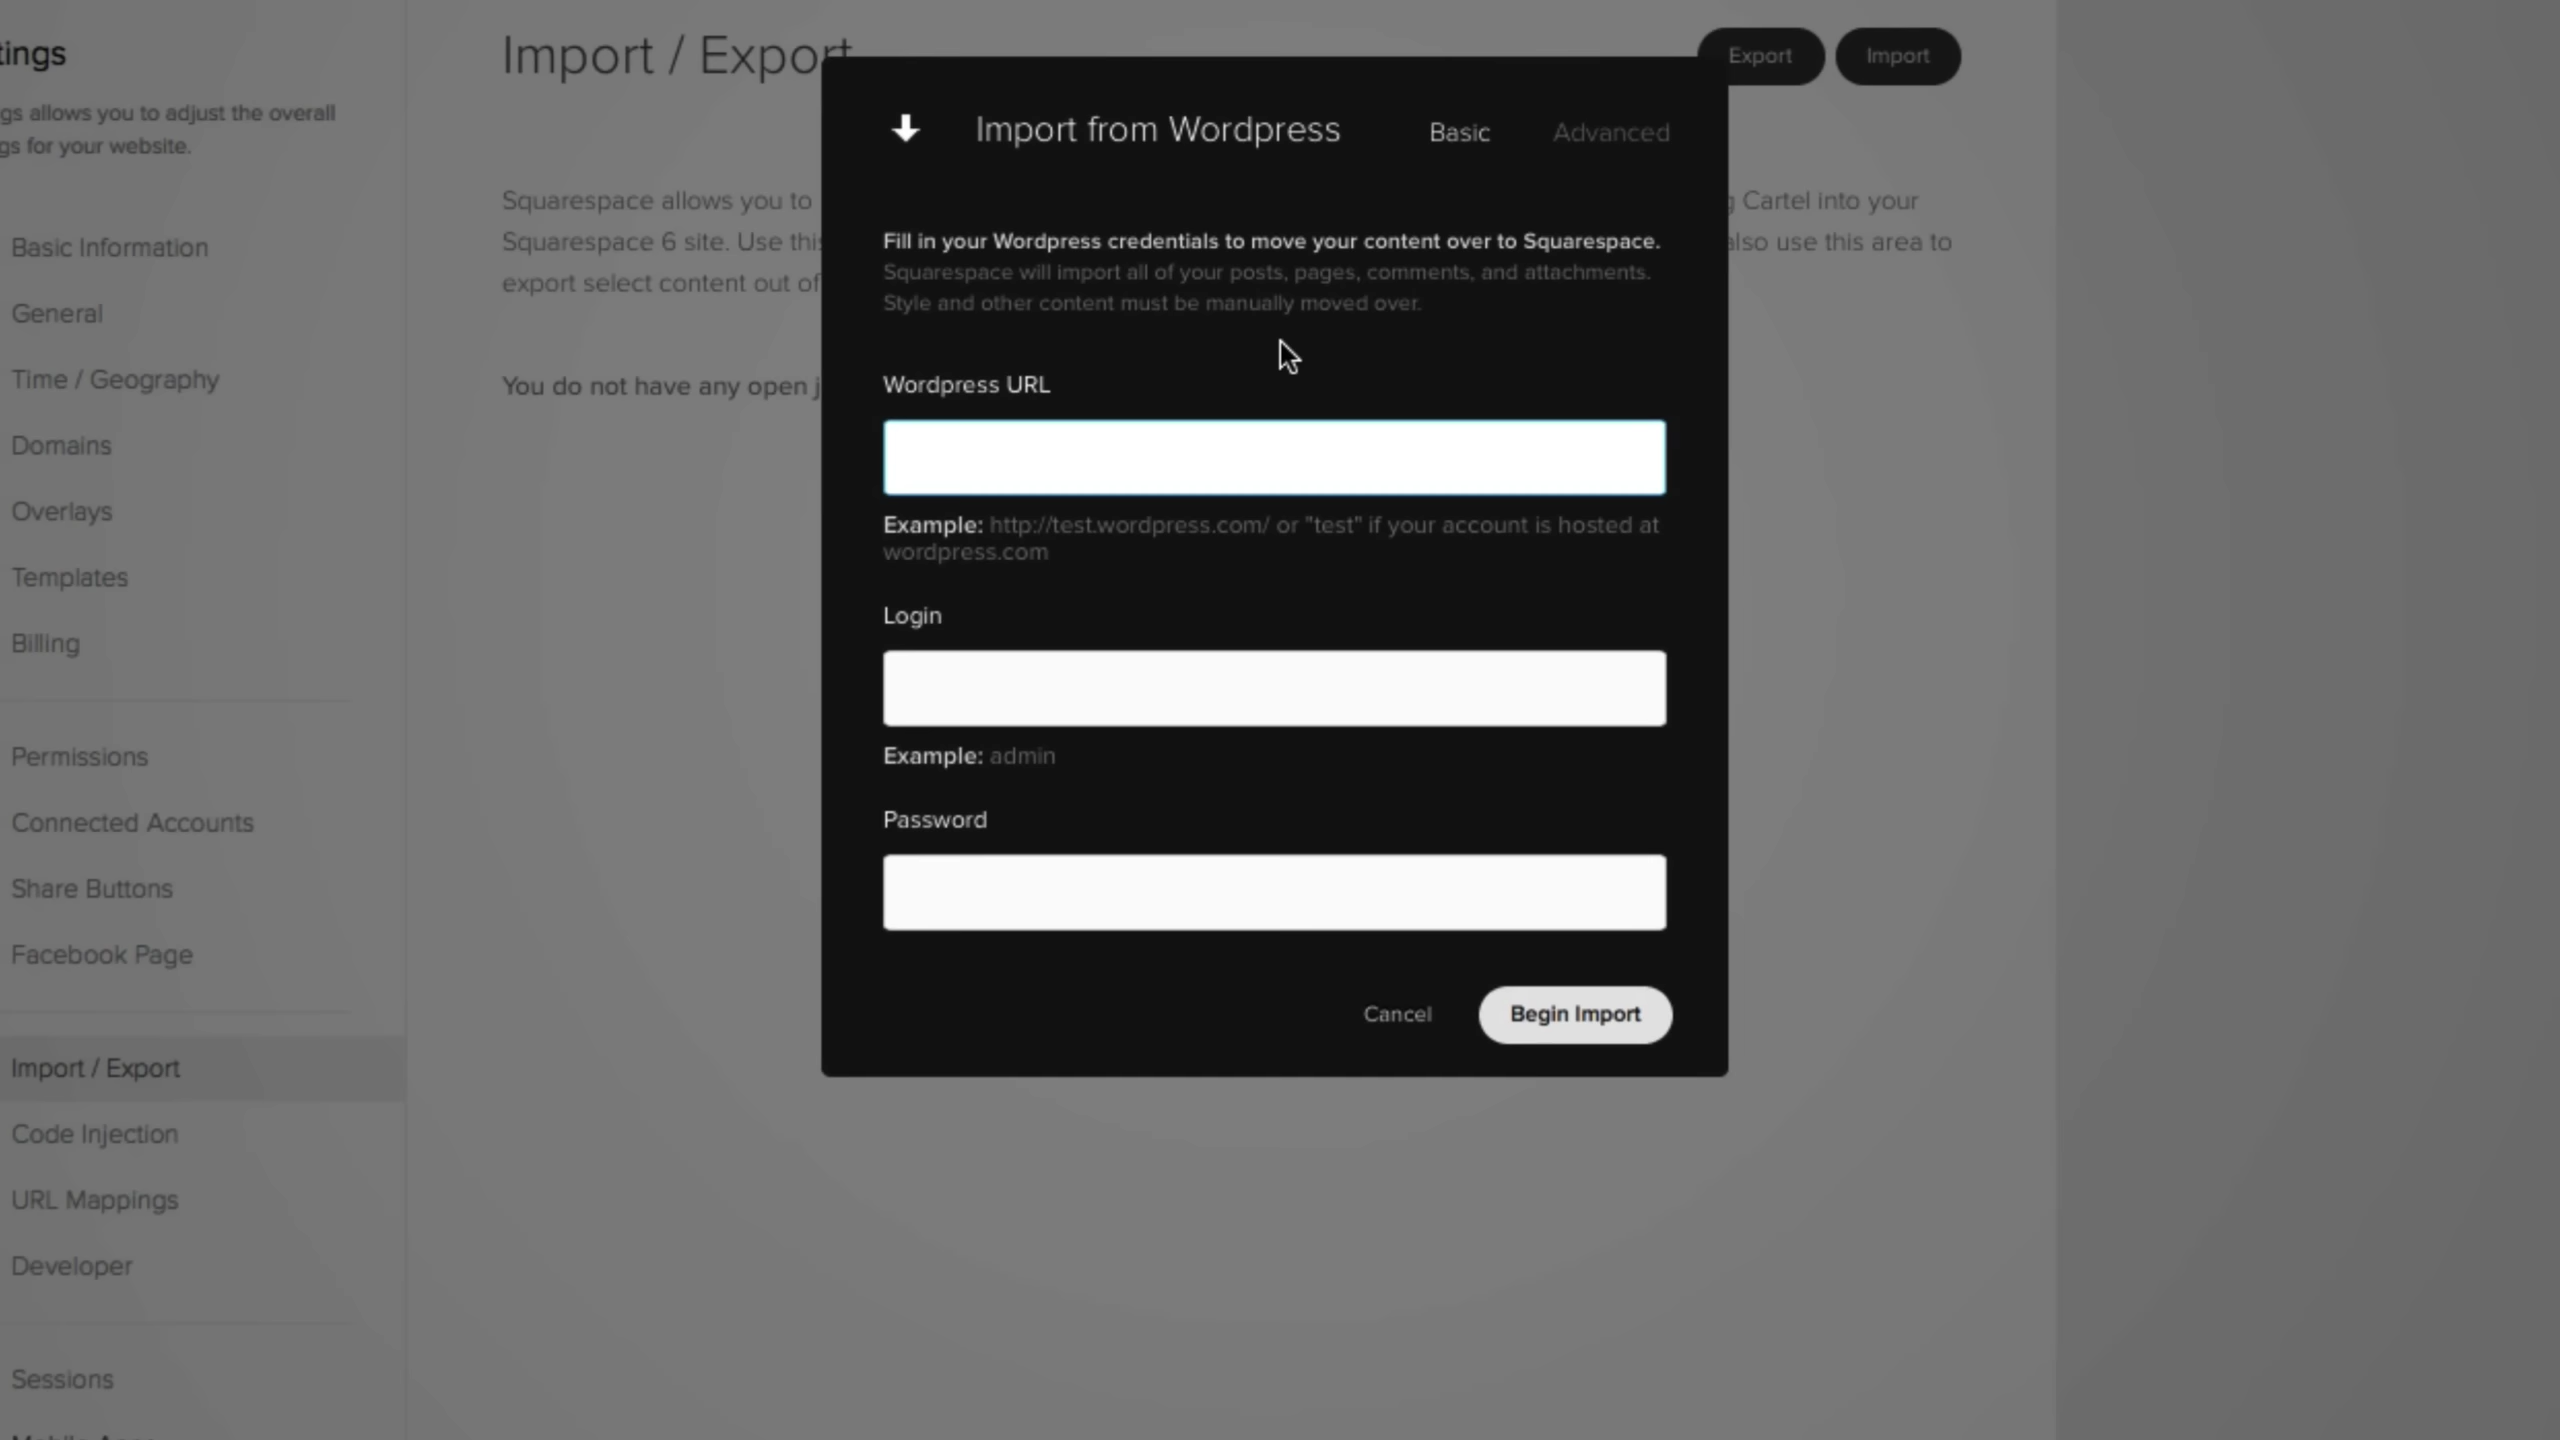 tings
gs allows you to adjust the overall
gs for your website.
Basic Information
General
Time / Geography
Domains
Overlays
Templates
Billing
Permissions
Connected Accounts
Share Buttons
Facebook Page
Import / Export
Code Injection
URL Mappings
Developer
Sessions
Import / Export
Export
Import
Squarespace allows you to
g Cartel into your
Squarespace 6 site. Use this
also use this area to
export select content out of
You do not have any open j
Import from Wordpress
Basic
Advanced
Fill in your Wordpress credentials to move your content over to Squarespace.
Squarespace will import all of your posts, pages, comments, and attachments.
Style and other content must be manually moved over.
Wordpress URL
Example: http://test.wordpress.com/ or "test" if your account is hosted at
wordpress.com
Login
Example: admin
Password
Cancel
Begin Import